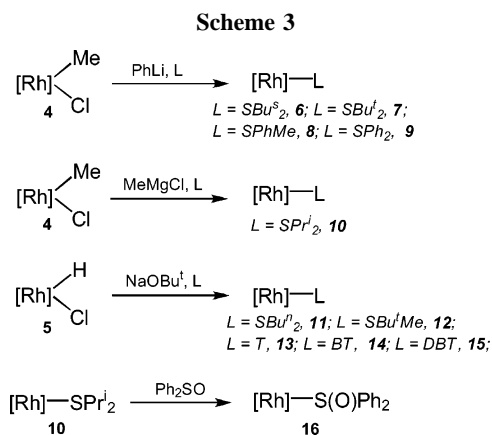 Scheme 3
[Rh] Me Cl 4 PhLi, L [Rh]—L
L = SBuˢ₂, 6; L = SBuᵗ₂, 7;
L = SPhMe, 8; L = SPh₂, 9
[Rh] Me Cl 4 MeMgCl, L [Rh]—L
L = SPrⁱ₂, 10
[Rh] H Cl 5 NaOBuᵗ, L [Rh]—L
L = SBuⁿ₂, 11; L = SBuᵗMe, 12;
L = T, 13; L = BT, 14; L = DBT, 15;
[Rh]—SPrⁱ₂ Ph₂SO [Rh]—S(O)Ph₂
10 16